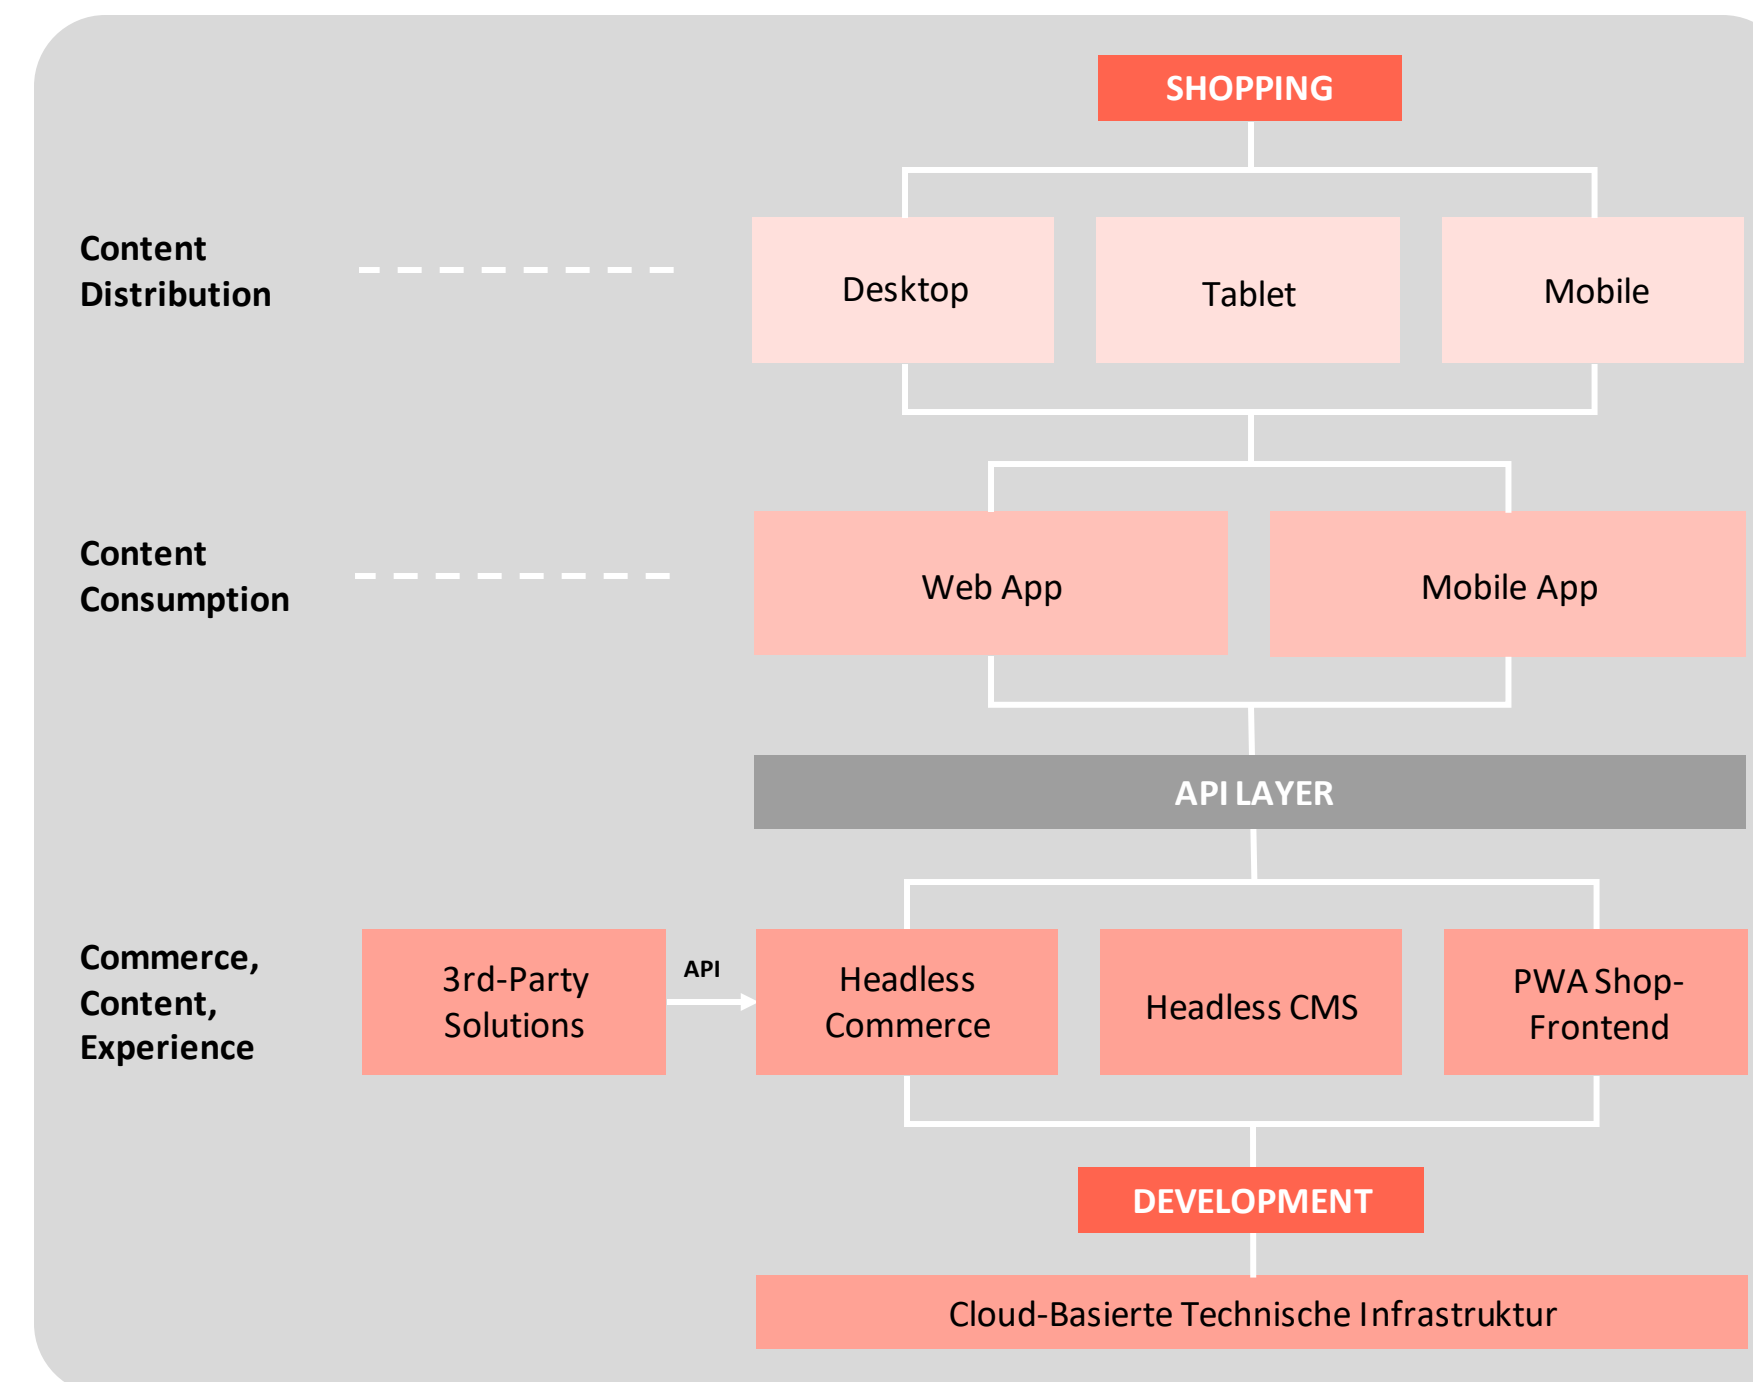 SHOPPING
Content
Distribution
Desktop
Tablet
Mobile
Content
Consumption
Web App
Mobile App
API LAYER
Commerce,
Content,
Experience
3rd-Party
Solutions
API
Headless
Commerce
Headless CMS
PWA Shop-
Frontend
DEVELOPMENT
Cloud-Basierte Technische Infrastruktur